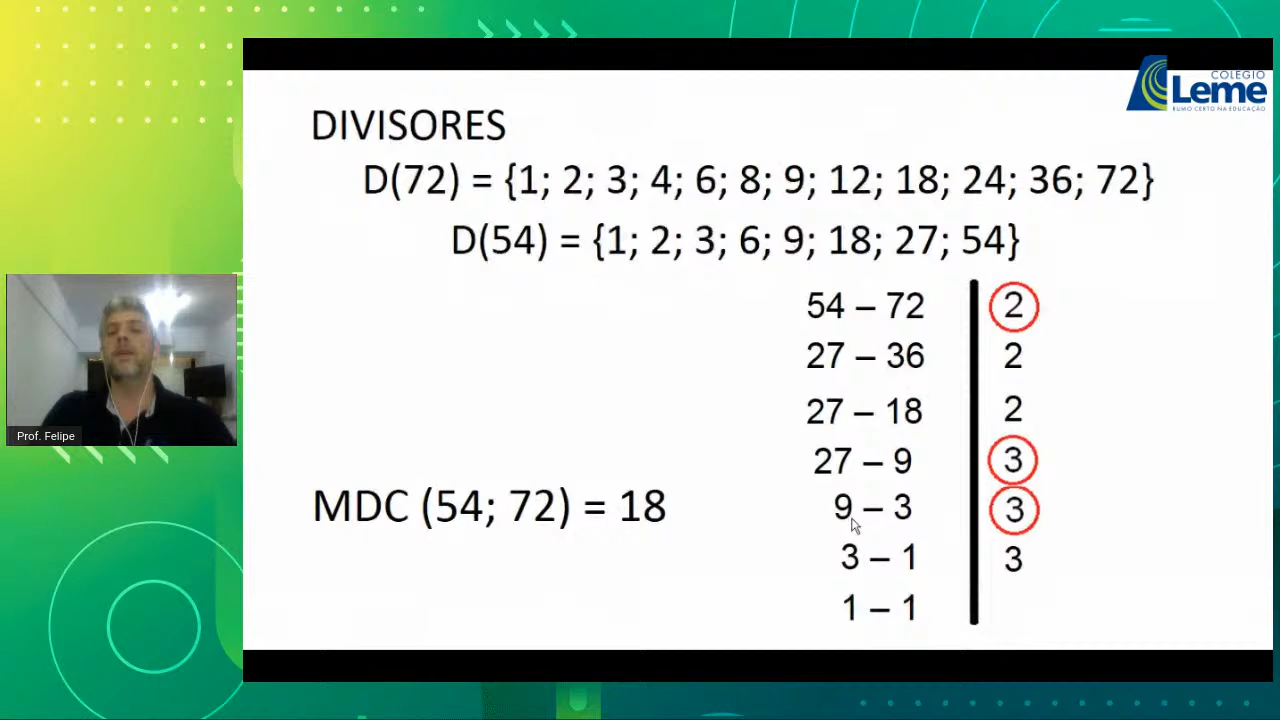 COLEGIO
Leme
RUMO CERTO NA EDUCAÇÃO
DIVISORES
D(72) = {1; 2; 3; 4; 6; 8; 9; 12; 18; 24; 36; 72}
D(54) = {1; 2; 3; 6; 9; 18; 27; 54}
54 – 72 2
27 – 36 2
27 – 18 2
27 – 9 3
9 – 3 3
3 – 1 3
1 – 1
MDC (54; 72) = 18
Prof. Felipe